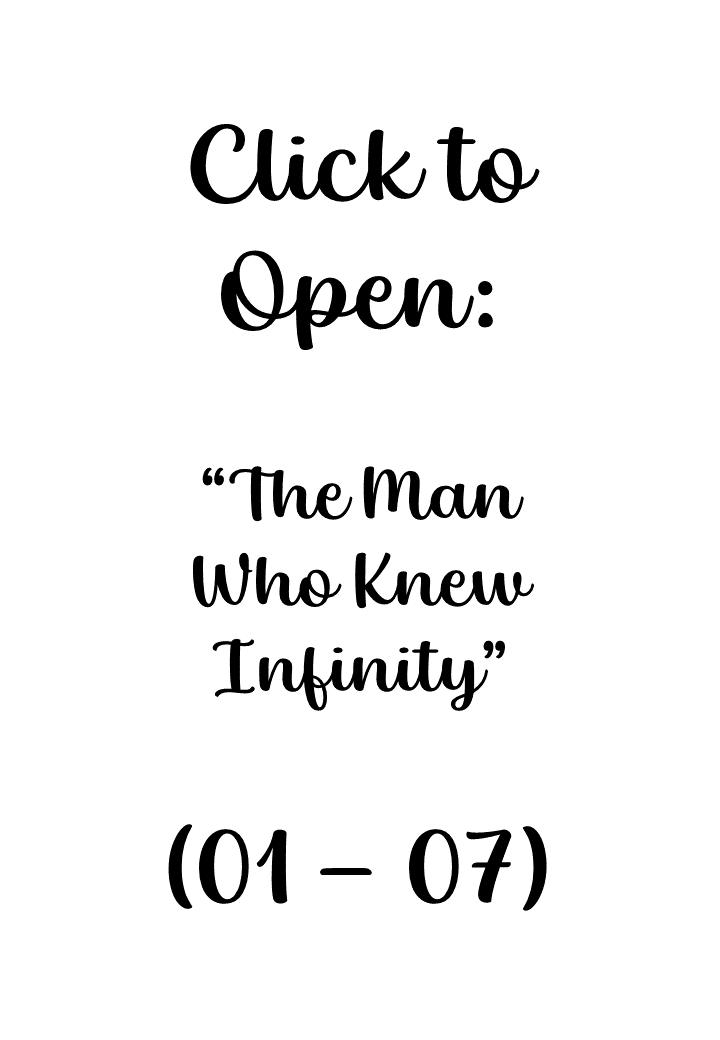 Click to
Open:
“The Man
Who Knew
Infinity”
(01 – 07)